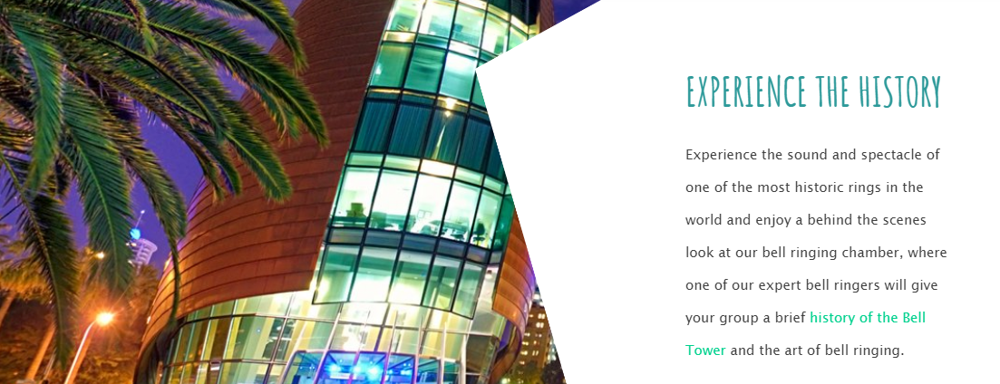 EXPERIENCE THE HISTORY
Experience the sound and spectacle of
one of the most historic rings in the
world and enjoy a behind the scenes
look at our bell ringing chamber, where
one of our expert bell ringers will give
your group a brief history of the Bell
Tower and the art of bell ringing.